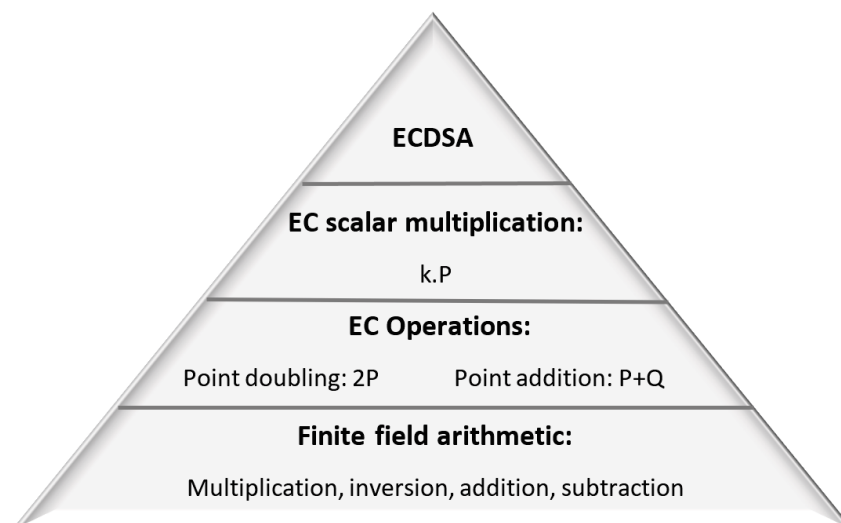 ECDSA
EC scalar multiplication:
k.P
EC Operations:
Point doubling: 2P Point addition: P+Q
Finite field arithmetic:
Multiplication, inversion, addition, subtraction